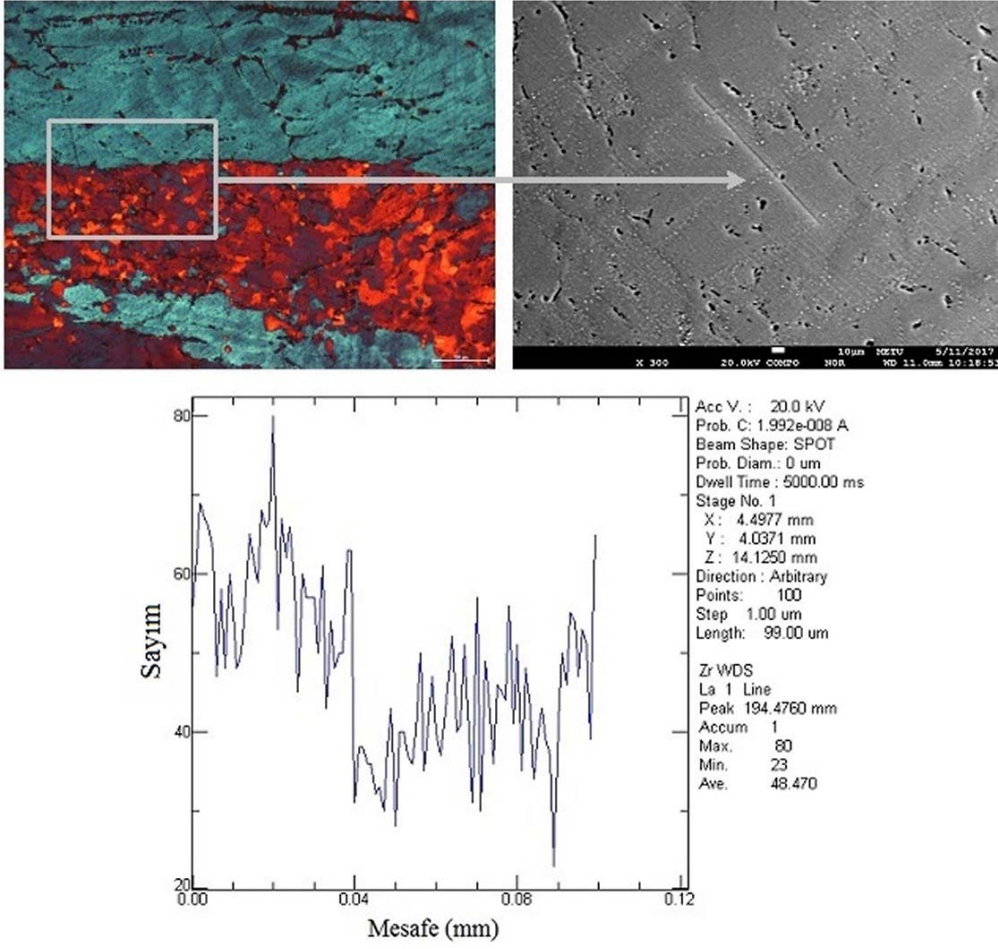 10µm METU 5/11/2017
X 300 20.0kV COMPO NOR WD 11.0mm 10:18:53
80
60
40
20
0.00 0.04 0.08 0.12
Sayım
Mesafe (mm)
Acc V. : 20.0 kV
Prob. C: 1.992e-008 A
Beam Shape: SPOT
Prob. Diam.: 0 um
Dwell Time : 5000.00 ms
Stage No. 1
X : 4.4977 mm
Y : 4.0371 mm
Z : 14.1250 mm
Direction : Arbitrary
Points: 100
Step 1.00 um
Length: 99.00 um
Zr WDS
La 1 Line
Peak 194.4760 mm
Accum 1
Max. 80
Min. 23
Ave. 48.470